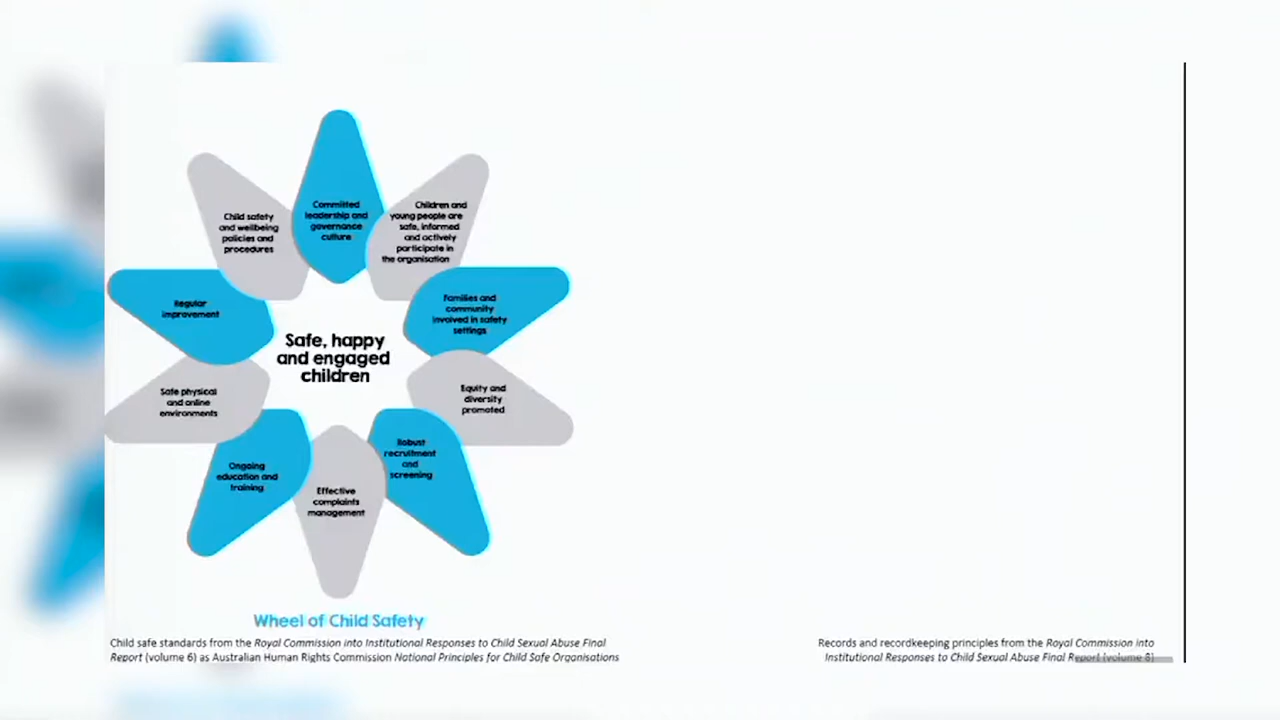 Committed
leadership and
governance
culture
Children and
young people are
safe, informed
and actively
participate in
the organisation
Families and
community
involved in safety
settings
Equity and
diversity
promoted
Robust
recruitment
and
screening
Effective
complaints
management
Ongoing
education and
training
Safe physical
and online
environments
Regular
improvement
Child safety
and wellbeing
policies and
procedures
Safe, happy
and engaged
children
Wheel of Child Safety
Child safe standards from the Royal Commission into Institutional Responses to Child Sexual Abuse Final
Report (volume 6) as Australian Human Rights Commission National Principles for Child Safe Organisations
Records and recordkeeping principles from the Royal Commission into
Institutional Responses to Child Sexual Abuse Final Report (volume 8)